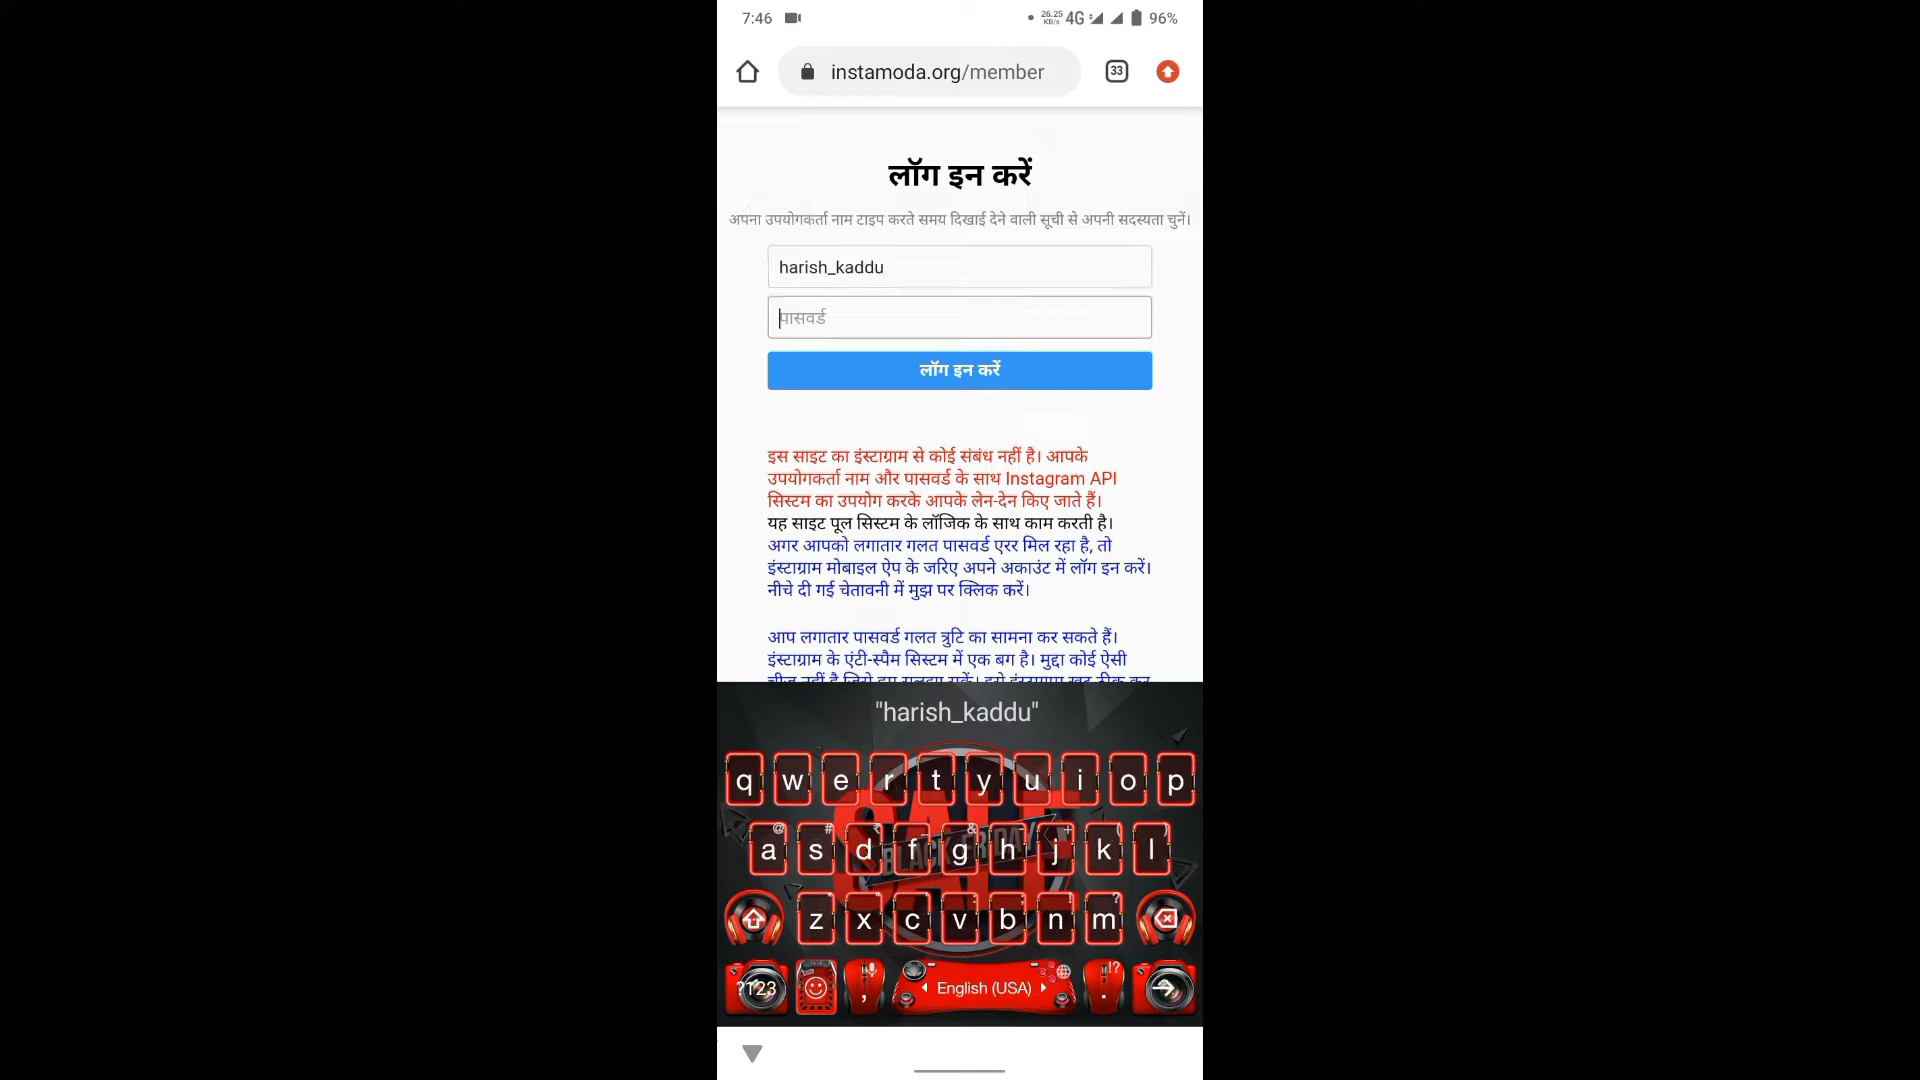 7:46 26.25 KB/s 4G 96%
instamoda.org/member 33
लॉग इन करें
अपना उपयोगकर्ता नाम टाइप करते समय दिखाई देने वाली सूची से अपनी सदस्यता चुनें।
harish_kaddu
पासवर्ड
लॉग इन करें
इस साइट का इंस्टाग्राम से कोई संबंध नहीं है। आपके
उपयोगकर्ता नाम और पासवर्ड के साथ Instagram API
सिस्टम का उपयोग करके आपके लेन-देन किए जाते हैं।
यह साइट पूल सिस्टम के लॉजिक के साथ काम करती है।
अगर आपको लगातार गलत पासवर्ड एरर मिल रहा है, तो
इंस्टाग्राम मोबाइल ऐप के जरिए अपने अकाउंट में लॉग इन करें।
नीचे दी गई चेतावनी में मुझ पर क्लिक करें।
आप लगातार पासवर्ड गलत त्रुटि का सामना कर सकते हैं।
इंस्टाग्राम के एंटी-स्पैम सिस्टम में एक बग है। मुद्दा कोई ऐसी
"harish_kaddu"
q w e r t y u i o p
a s d f g h j k l
z x c v b n m
?123 , English (USA) . !?